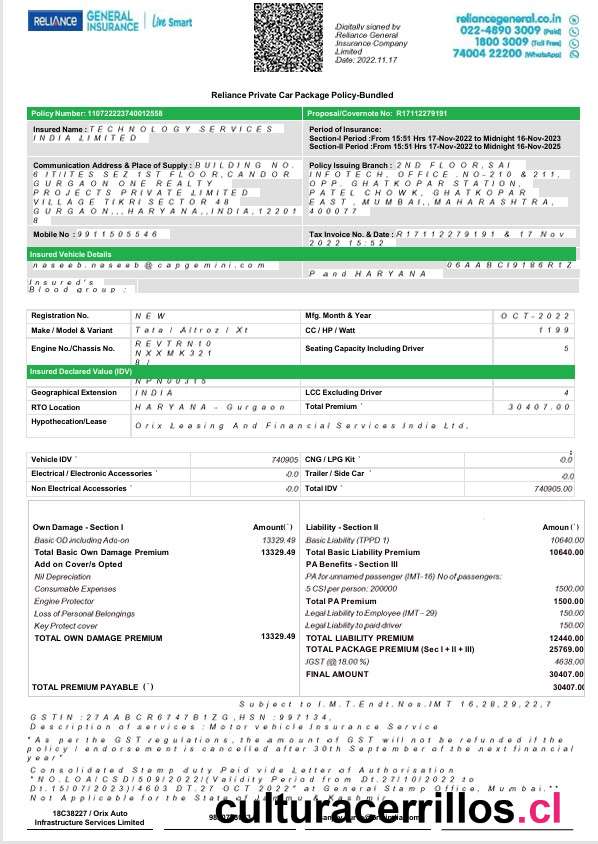 RELIANCE GENERAL INSURANCE Live Smart
Digitally signed by
Reliance General
Insurance Company
Limited
Date: 2022.11.17
reliancegeneral.co.in
022-4890 3009 (Paid)
1800 3009 (Toll Free)
74004 22200 (WhatsApp)
Reliance Private Car Package Policy-Bundled
Policy Number: 110722223740012558
Proposal/Covernote No: R17112279191
Insured Name : TECHNOLOGY SERVICES
INDIA LIMITED
Period of Insurance:
Section-I Period :From 15:51 Hrs 17-Nov-2022 to Midnight 16-Nov-2023
Section-II Period :From 15:51 Hrs 17-Nov-2022 to Midnight 16-Nov-2025
Communication Address & Place of Supply : BUILDING NO.
6 ITIITES SEZ 1ST FLOOR,CANDOR
GURGAON ONE REALTY
PROJECTS PRIVATE LIMITED
VILLAGE TIKRI SECTOR 48
GURGAON,,,HARYANA,,INDIA,12201
8
Policy Issuing Branch : 2ND FLOOR,SAI
INFOTECH, OFFICE .NO-210 & 211,
OPP. GHATKOPAR STATION,
PATEL CHOWK, GHATKOPAR
EAST ,MUMBAI,,MAHARASHTRA,
400077
Mobile No : 9911505546
Tax Invoice No. & Date : R17112279191 & 17 Nov
2022 15:52
Insured Vehicle Details
naseeb.naseeb@capgemini.com
06AABCI9186R1Z
P and HARYANA
Insured's
Blood group :
Registration No. NEW
Mfg. Month & Year OCT-2022
Make / Model & Variant Tata / Altroz / Xt
CC / HP / Watt 1199
Engine No./Chassis No. REVTRN10
NXXMK321
Seating Capacity Including Driver 5
Insured Declared Value (IDV)
NPN00315
Geographical Extension INDIA
LCC Excluding Driver 4
RTO Location HARYANA - Gurgaon
Total Premium ` 30407.00
Hypothecation/Lease Orix Leasing And Financial Services India Ltd.
Vehicle IDV ` 740905
CNG / LPG Kit ` -0.0
Electrical / Electronic Accessories ` -0.0
Trailer / Side Car ` -0.0
Non Electrical Accessories ` -0.0
Total IDV ` 740905.00
Own Damage - Section I Amount(`)
Liability - Section II Amoun (`)
Basic OD including Add-on 13329.49
Basic Liability (TPPD 1) 10640.00
Total Basic Own Damage Premium 13329.49
Total Basic Liability Premium 10640.00
Add on Cover/s Opted
PA Benefits - Section III
Nil Depreciation
PA for unnamed passenger (IMT-16) No of passengers:
Consumable Expenses
5 CSI per person: 200000 1500.00
Engine Protector
Total PA Premium 1500.00
Loss of Personal Belongings
Legal Liability to Employee (IMT - 29) 150.00
Key Protect cover
Legal Liability to paid driver 150.00
TOTAL OWN DAMAGE PREMIUM 13329.49
TOTAL LIABILITY PREMIUM 12440.00
TOTAL PACKAGE PREMIUM (Sec I + II + III) 25769.00
IGST (@ 18.00 %) 4638.00
FINAL AMOUNT 30407.00
TOTAL PREMIUM PAYABLE (`) 30407.00
Subject to I.M.T.Endt.Nos.IMT 16,28,29,22,7
GSTIN :27AABCR6747B1ZG,HSN :997134,
Description of services :Motor vehicle Insurance Service
"As per the GST regulations, the amount of GST will not be refunded if the
policy / endorsement is cancelled after 30th September of the next financial
year"
Consolidated Stamp duty Paid vide Letter of Authorisation
"NO.LOA/CSD/509/2022/(Validity Period from Dt.27/10/2022 to
Dt.15/07/2023)/4603 DT.27 OCT 2022" at General Stamp Office, Mumbai.""
Not Applicable for the State of Jammu & Kashmir
culturacerrillos.cl
18C38227 / Orix Auto
Infrastructure Services Limited